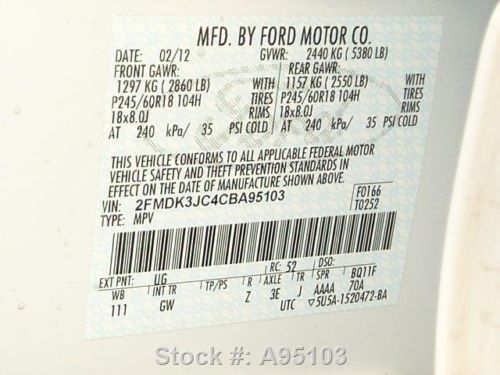 MFD. BY FORD MOTOR CO.
DATE: 02/12 GVWR: 2440 KG ( 5380 LB)
FRONT GAWR: REAR GAWR:
1297 KG ( 2860 LB) 1157 KG ( 2550 LB)
P245/60R18 104H TIRES P245/60R18 104H TIRES
18x8.0J RIMS 18x8.0J RIMS
AT 240 kPa/ 35 PSI COLD AT 240 kPa/ 35 PSI COLD
THIS VEHICLE CONFORMS TO ALL APPLICABLE FEDERAL MOTOR
VEHICLE SAFETY AND THEFT PREVENTION STANDARDS IN
EFFECT ON THE DATE OF MANUFACTURE SHOWN ABOVE.
VIN: 2FMDK3JC4CBA95103 F0166
TYPE: MPV T0252
EXT PNT: UG RC: 52 DSO:
WB INT TR TP/PS R AXLE TR SPR BQ11F
111 GW Z 3E J AAAA 70A
UTC 5U5A-1520472-BA
Stock #: A95103